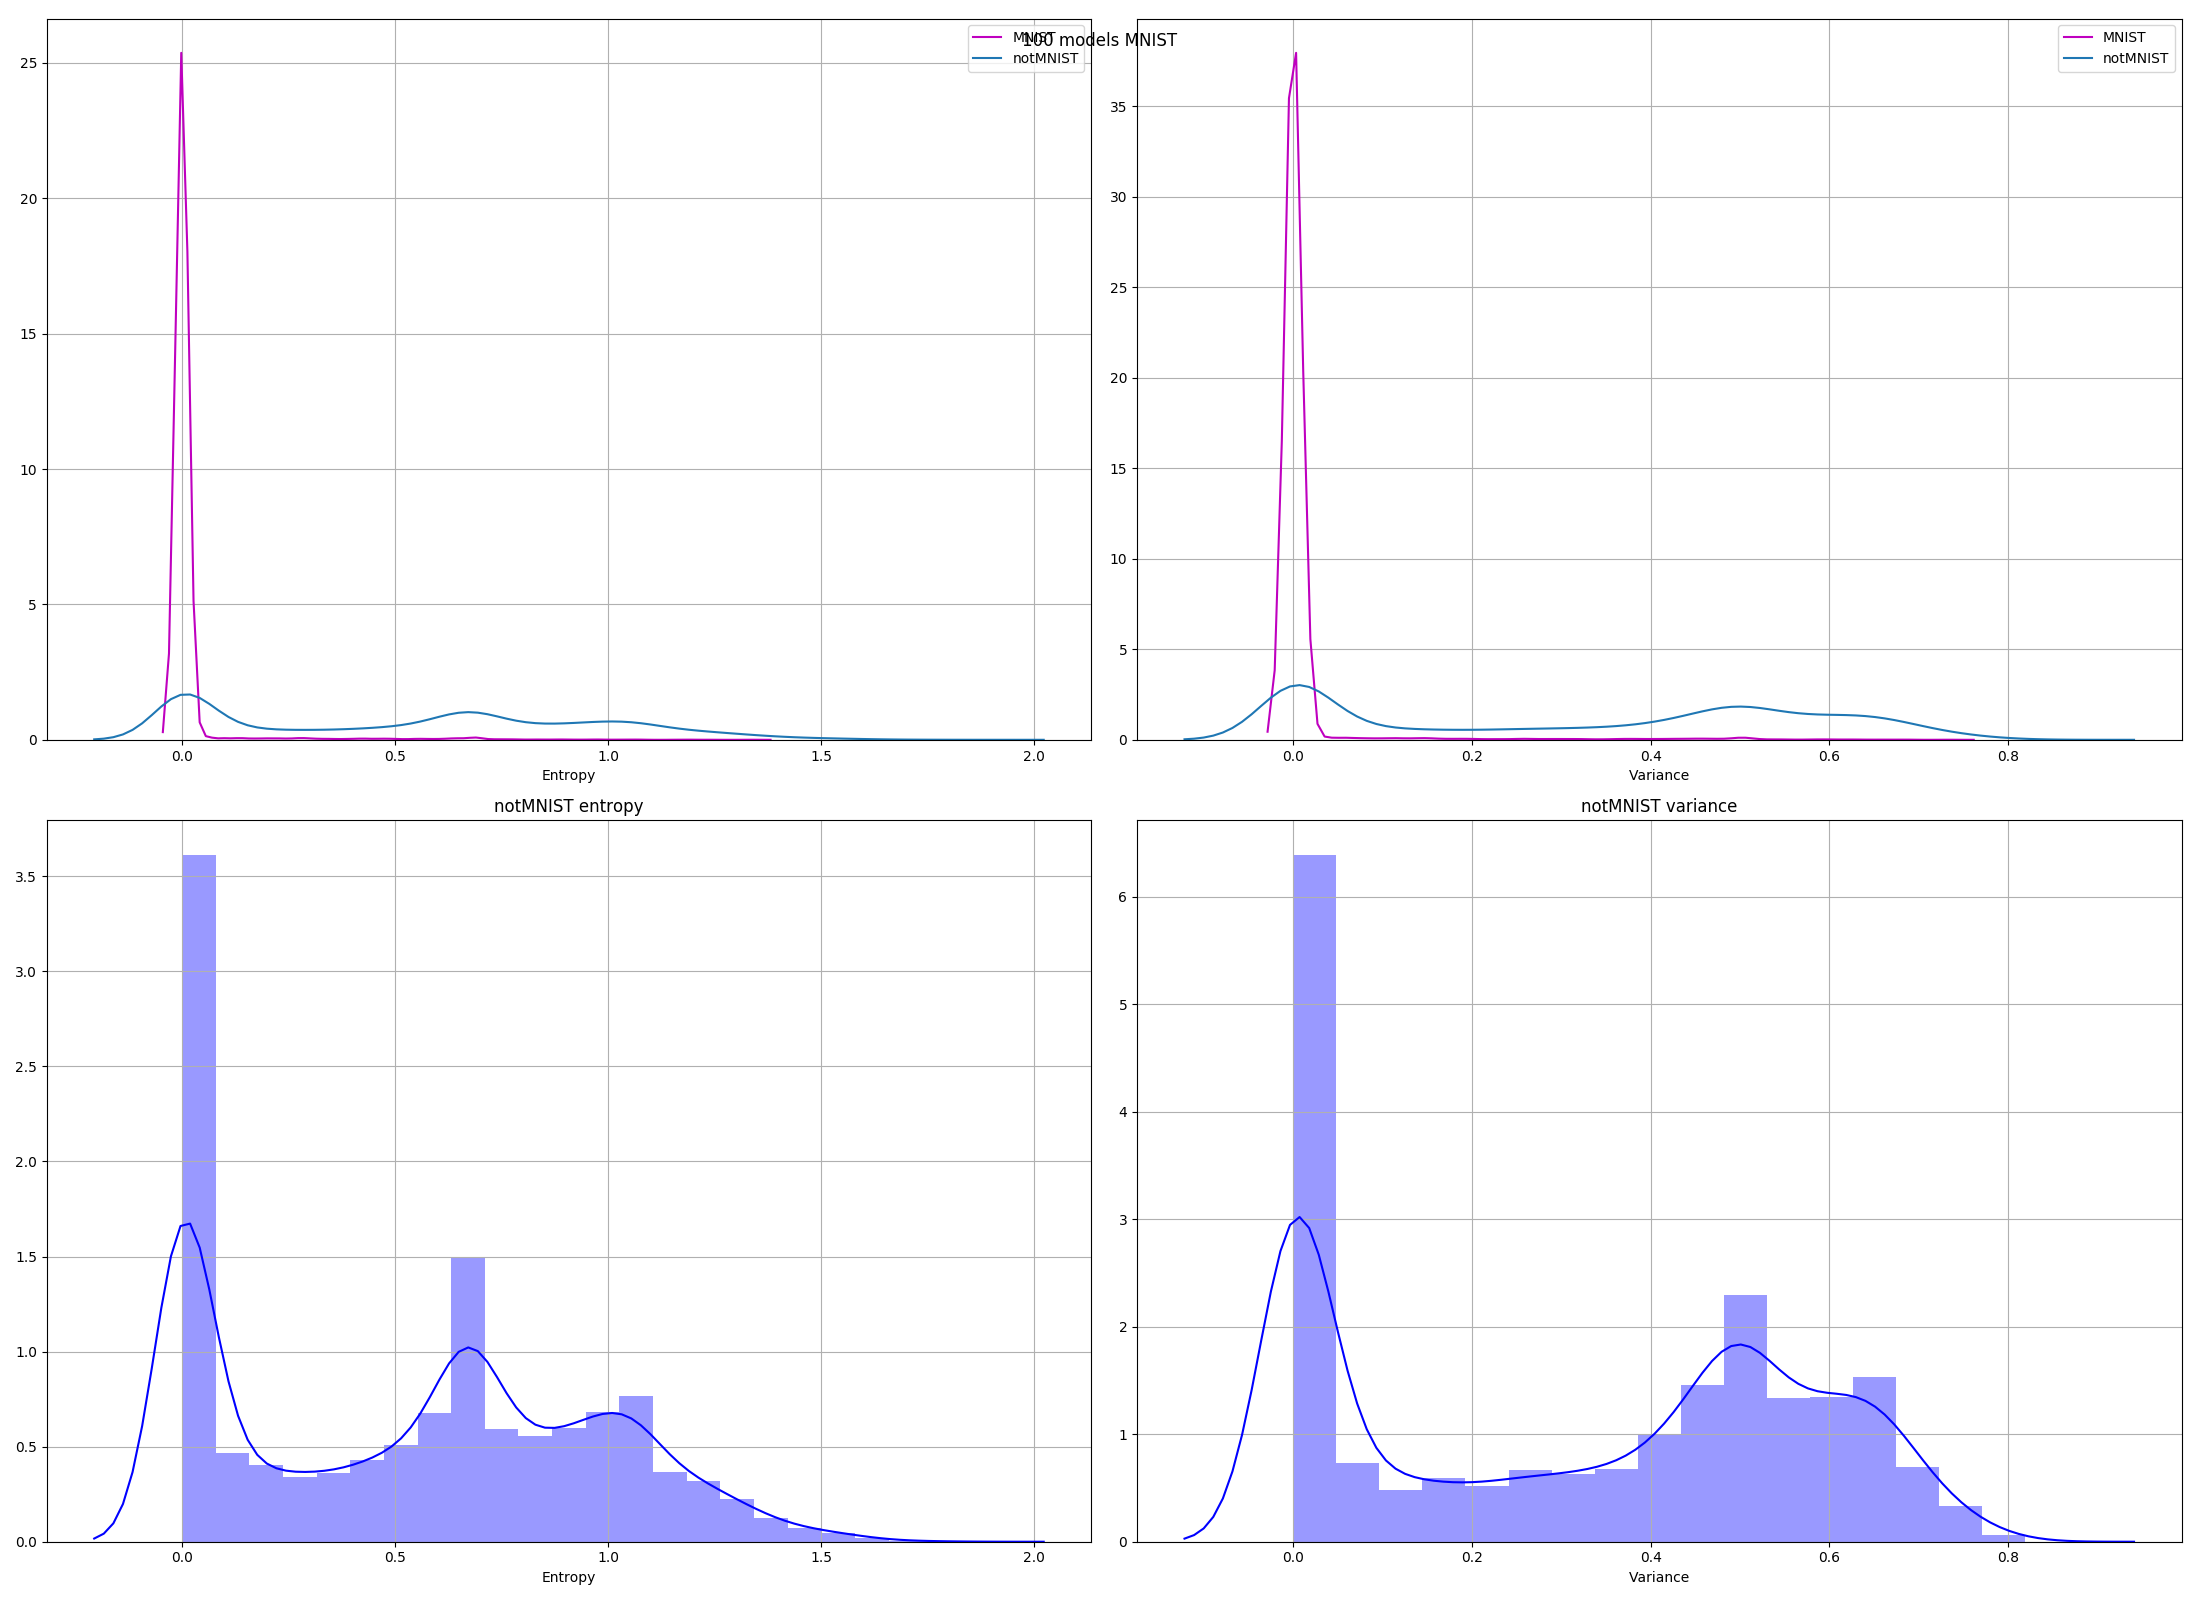 100 models MNIST
MNIST
notMNIST
25
20
15
10
5
0
0.0 0.5 1.0 1.5 2.0
Entropy
MNIST
notMNIST
35
30
25
20
15
10
5
0
0.0 0.2 0.4 0.6 0.8
Variance
notMNIST entropy
3.5
3.0
2.5
2.0
1.5
1.0
0.5
0.0
0.0 0.5 1.0 1.5 2.0
Entropy
notMNIST variance
6
5
4
3
2
1
0
0.0 0.2 0.4 0.6 0.8
Variance